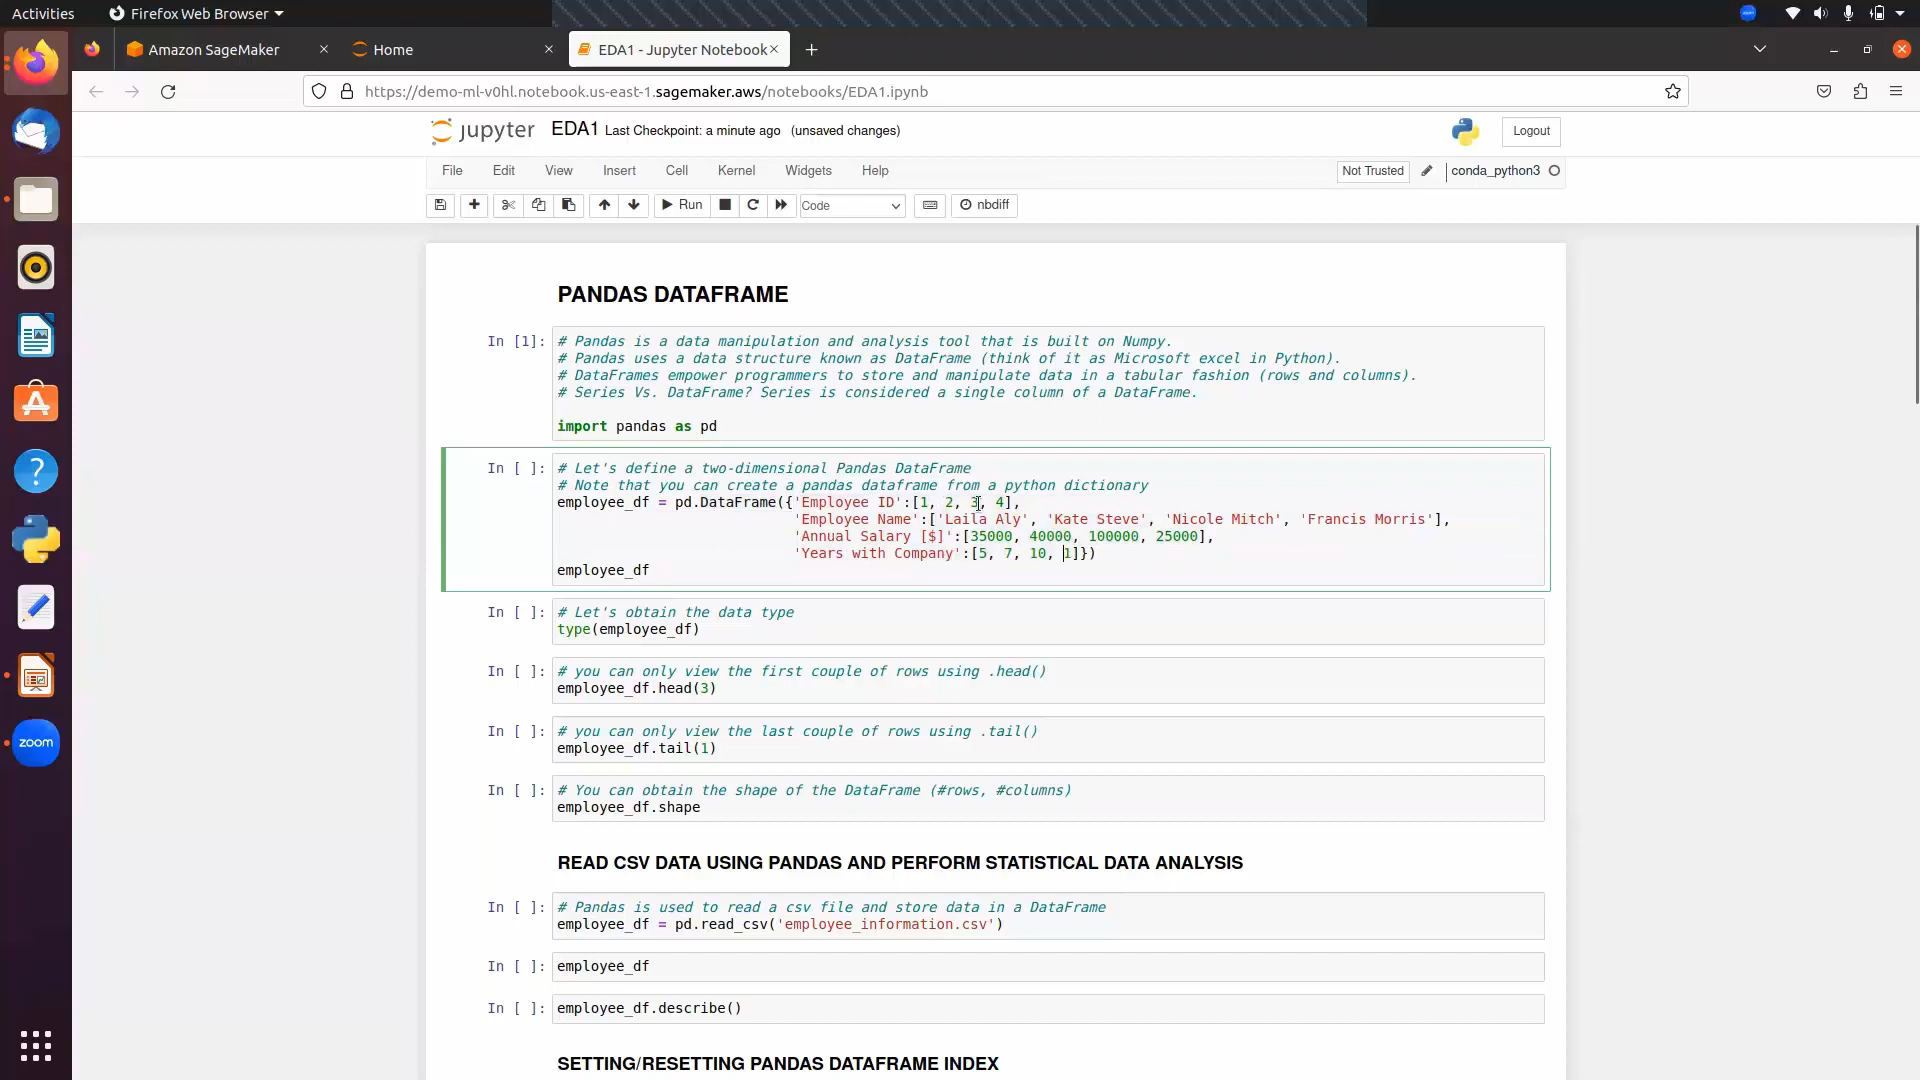 Activities
Firefox Web Browser
zoom
Amazon SageMaker
Home
EDA1 - Jupyter Notebook
https://demo-ml-v0hl.notebook.us-east-1.sagemaker.aws/notebooks/EDA1.ipynb
jupyter EDA1 Last Checkpoint: a minute ago (unsaved changes)
Logout
File Edit View Insert Cell Kernel Widgets Help
Not Trusted
conda_python3
Run
Code
nbdiff
PANDAS DATAFRAME
In [1]: # Pandas is a data manipulation and analysis tool that is built on Numpy.
# Pandas uses a data structure known as DataFrame (think of it as Microsoft excel in Python).
# DataFrames empower programmers to store and manipulate data in a tabular fashion (rows and columns).
# Series Vs. DataFrame? Series is considered a single column of a DataFrame.
import pandas as pd
In [ ]: # Let's define a two-dimensional Pandas DataFrame
# Note that you can create a pandas dataframe from a python dictionary
employee_df = pd.DataFrame({'Employee ID':[1, 2, 3, 4],
'Employee Name':['Laila Aly', 'Kate Steve', 'Nicole Mitch', 'Francis Morris'],
'Annual Salary [$]':[35000, 40000, 100000, 25000],
'Years with Company':[5, 7, 10, 1]})
employee_df
In [ ]: # Let's obtain the data type
type(employee_df)
In [ ]: # you can only view the first couple of rows using .head()
employee_df.head(3)
In [ ]: # you can only view the last couple of rows using .tail()
employee_df.tail(1)
In [ ]: # You can obtain the shape of the DataFrame (#rows, #columns)
employee_df.shape
READ CSV DATA USING PANDAS AND PERFORM STATISTICAL DATA ANALYSIS
In [ ]: # Pandas is used to read a csv file and store data in a DataFrame
employee_df = pd.read_csv('employee_information.csv')
In [ ]: employee_df
In [ ]: employee_df.describe()
SETTING/RESETTING PANDAS DATAFRAME INDEX